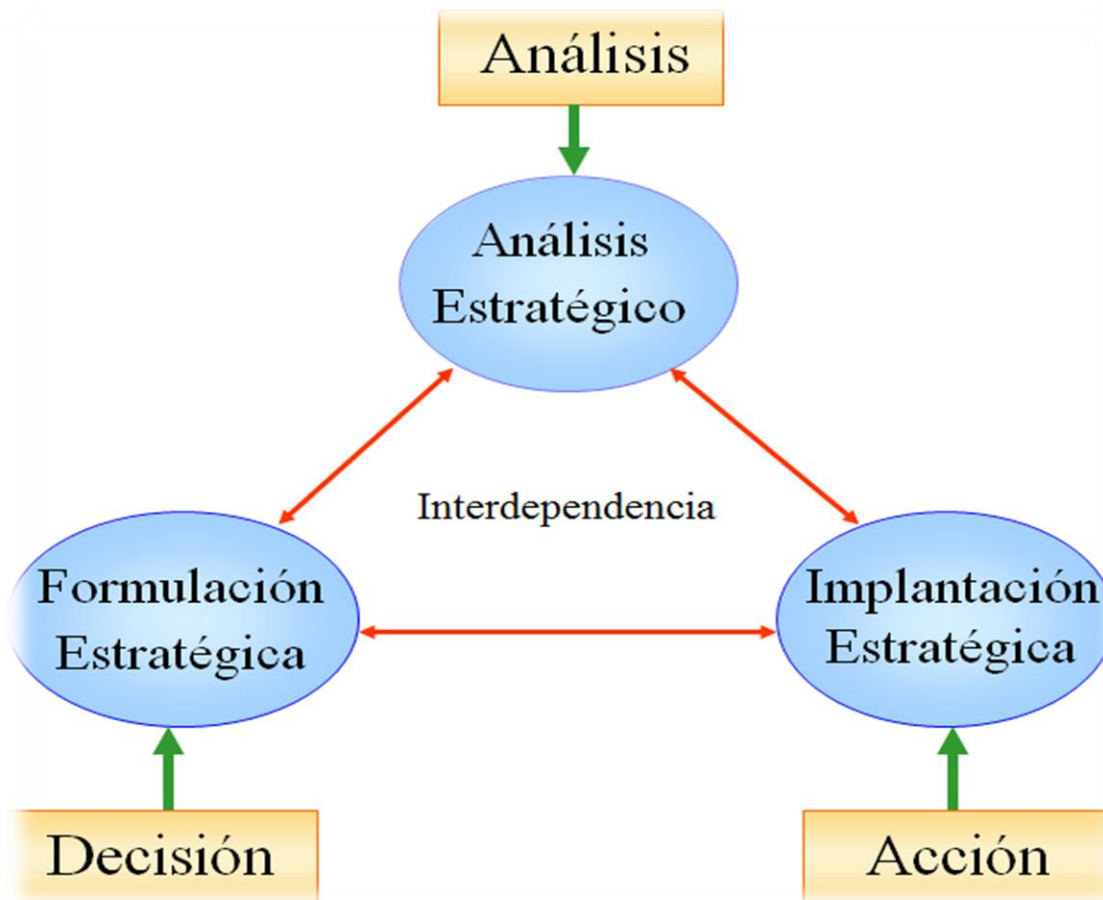 Análisis
Análisis
Estratégico
Interdependencia
Formulación
Estratégica
Implantación
Estratégica
Decisión
Acción